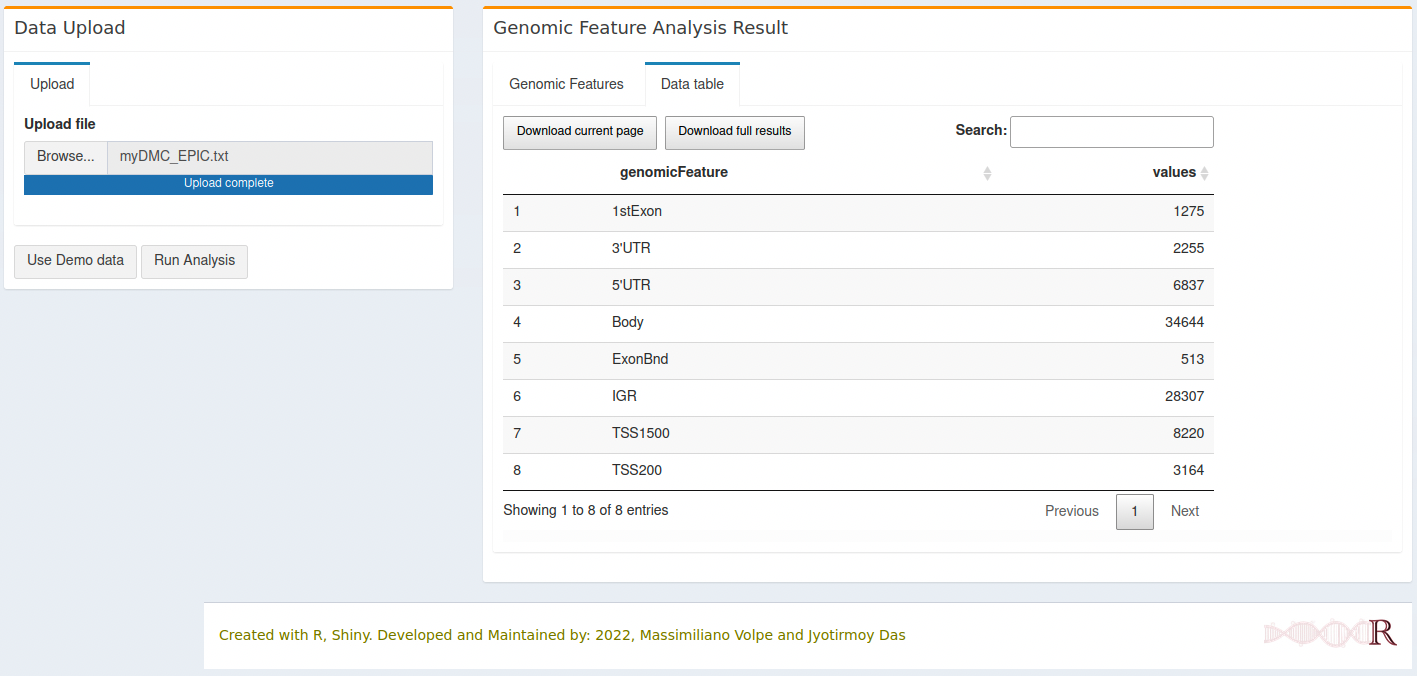 Data Upload
Upload
Upload file
Browse... myDMC_EPIC.txt
Upload complete
Use Demo data Run Analysis
Genomic Feature Analysis Result
Genomic Features Data table
Download current page Download full results Search:
genomicFeature values
1 1stExon 1275
2 3'UTR 2255
3 5'UTR 6837
4 Body 34644
5 ExonBnd 513
6 IGR 28307
7 TSS1500 8220
8 TSS200 3164
Showing 1 to 8 of 8 entries Previous 1 Next
Created with R, Shiny. Developed and Maintained by: 2022, Massimiliano Volpe and Jyotirmoy Das
R